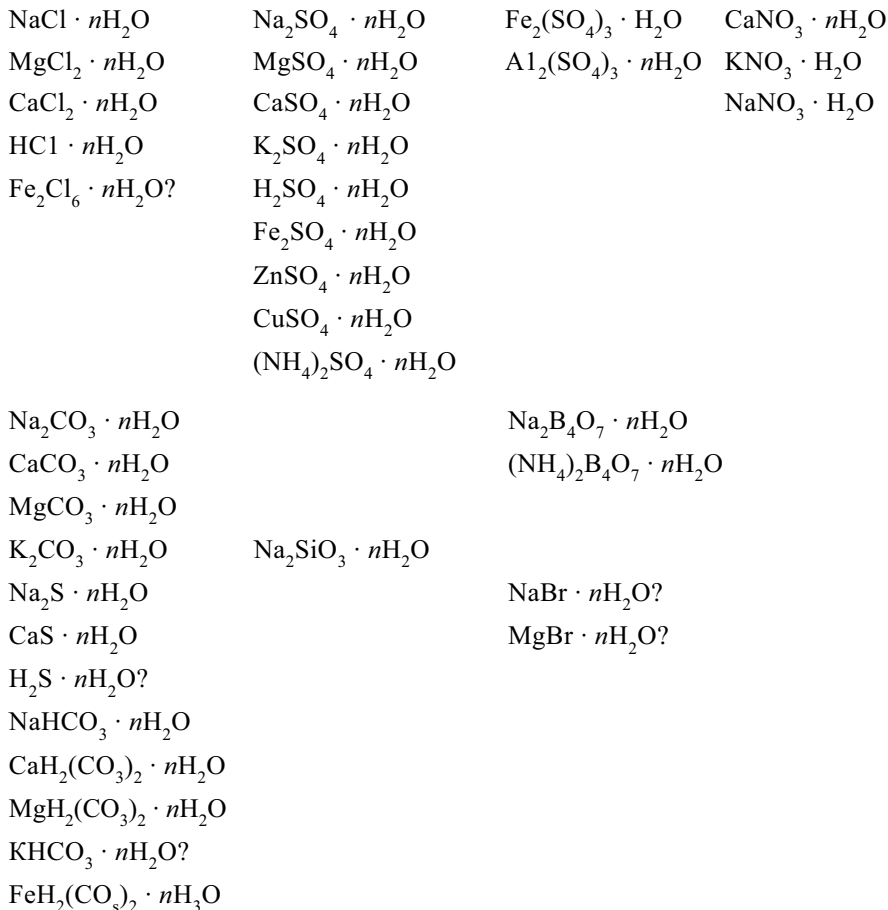 NaCl · nH₂O Na₂SO₄ · nH₂O Fe₂(SO₄)₃ · H₂O CaNO₃ · nH₂O
MgCl₂ · nH₂O MgSO₄ · nH₂O A1₂(SO₄)₃ · nH₂O KNO₃ · H₂O
CaCl₂ · nH₂O CaSO₄ · nH₂O NaNO₃ · H₂O
HC1 · nH₂O K₂SO₄ · nH₂O
Fe₂Cl₆ · nH₂O? H₂SO₄ · nH₂O
Fe₂SO₄ · nH₂O
ZnSO₄ · nH₂O
CuSO₄ · nH₂O
(NH₄)₂SO₄ · nH₂O
Na₂CO₃ · nH₂O Na₂B₄O₇ · nH₂O
CaCO₃ · nH₂O (NH₄)₂B₄O₇ · nH₂O
MgCO₃ · nH₂O
K₂CO₃ · nH₂O Na₂SiO₃ · nH₂O
Na₂S · nH₂O NaBr · nH₂O?
CaS · nH₂O MgBr · nH₂O?
H₂S · nH₂O?
NaHCO₃ · nH₂O
CaH₂(CO₃)₂ · nH₂O
MgH₂(CO₃)₂ · nH₂O
KHCO₃ · nH₂O?
FeH₂(COₛ)₂ · nH₃O